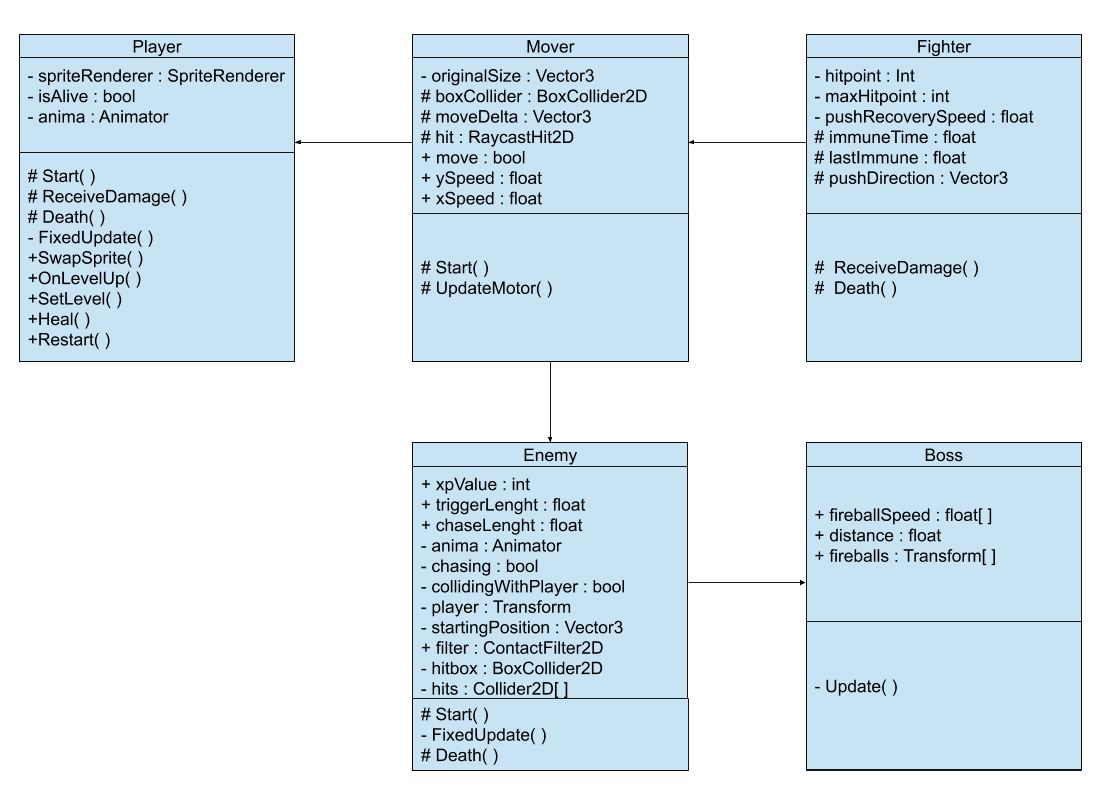 Player
- spriteRenderer : SpriteRenderer
- isAlive : bool
- anima : Animator
# Start( )
# ReceiveDamage( )
# Death( )
- FixedUpdate( )
+SwapSprite( )
+OnLevelUp( )
+SetLevel( )
+Heal( )
+Restart( )
Mover
- originalSize : Vector3
# boxCollider : BoxCollider2D
# moveDelta : Vector3
# hit : RaycastHit2D
+ move : bool
+ ySpeed : float
+ xSpeed : float
# Start( )
# UpdateMotor( )
Fighter
- hitpoint : Int
- maxHitpoint : int
- pushRecoverySpeed : float
# immuneTime : float
# lastImmune : float
# pushDirection : Vector3
# ReceiveDamage( )
# Death( )
Enemy
+ xpValue : int
+ triggerLenght : float
+ chaseLenght : float
- anima : Animator
- chasing : bool
- collidingWithPlayer : bool
- player : Transform
- startingPosition : Vector3
+ filter : ContactFilter2D
- hitbox : BoxCollider2D
- hits : Collider2D[ ]
# Start( )
- FixedUpdate( )
# Death( )
Boss
+ fireballSpeed : float[ ]
+ distance : float
+ fireballs : Transform[ ]
- Update( )